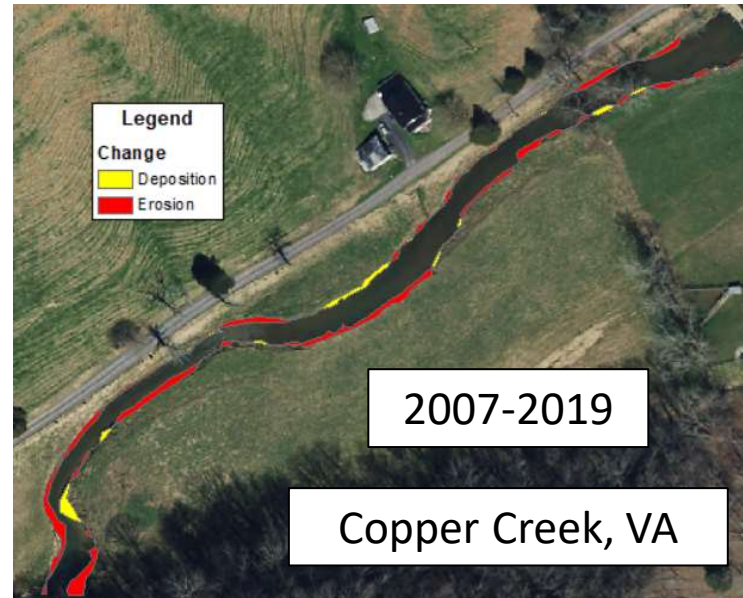 Legend
Change
Deposition
Erosion
2007-2019
Copper Creek, VA